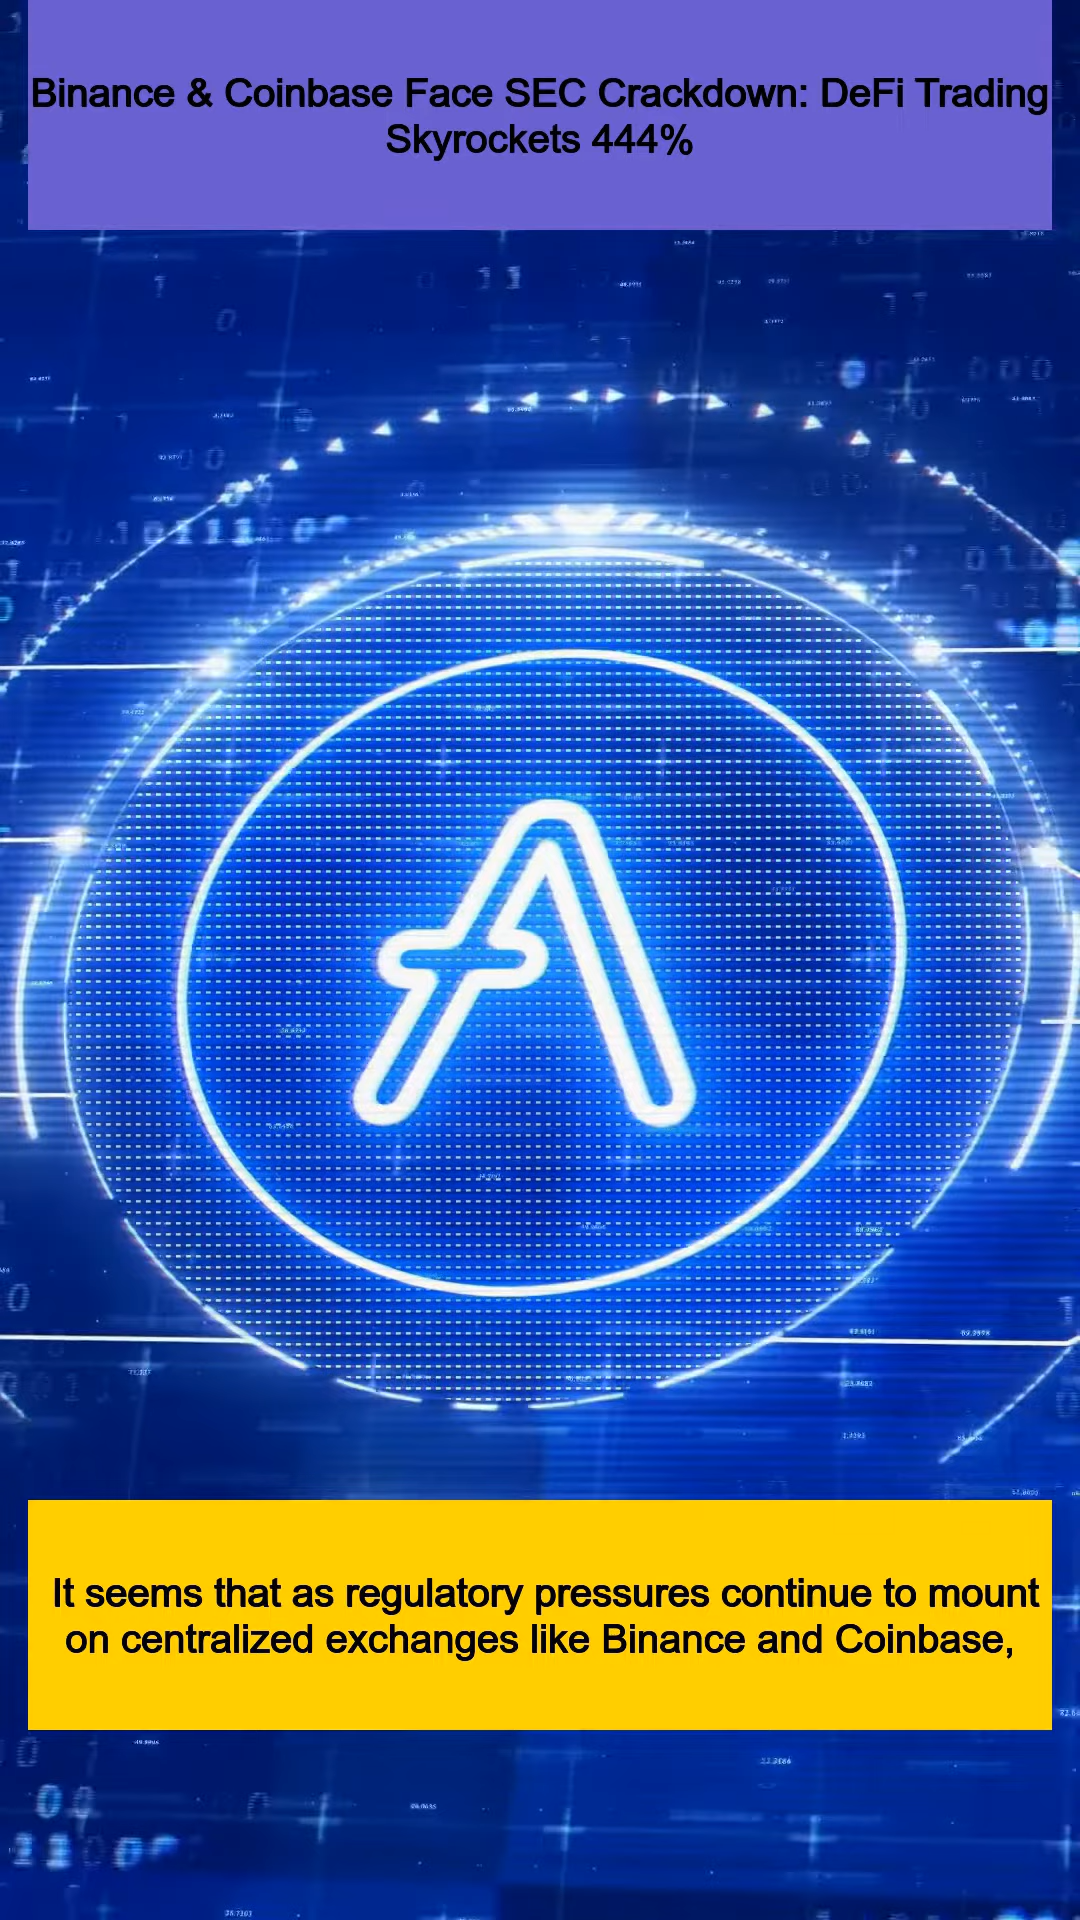 Binance & Coinbase Face SEC Crackdown: DeFi Trading
Skyrockets 444%
It seems that as regulatory pressures continue to mount
on centralized exchanges like Binance and Coinbase,